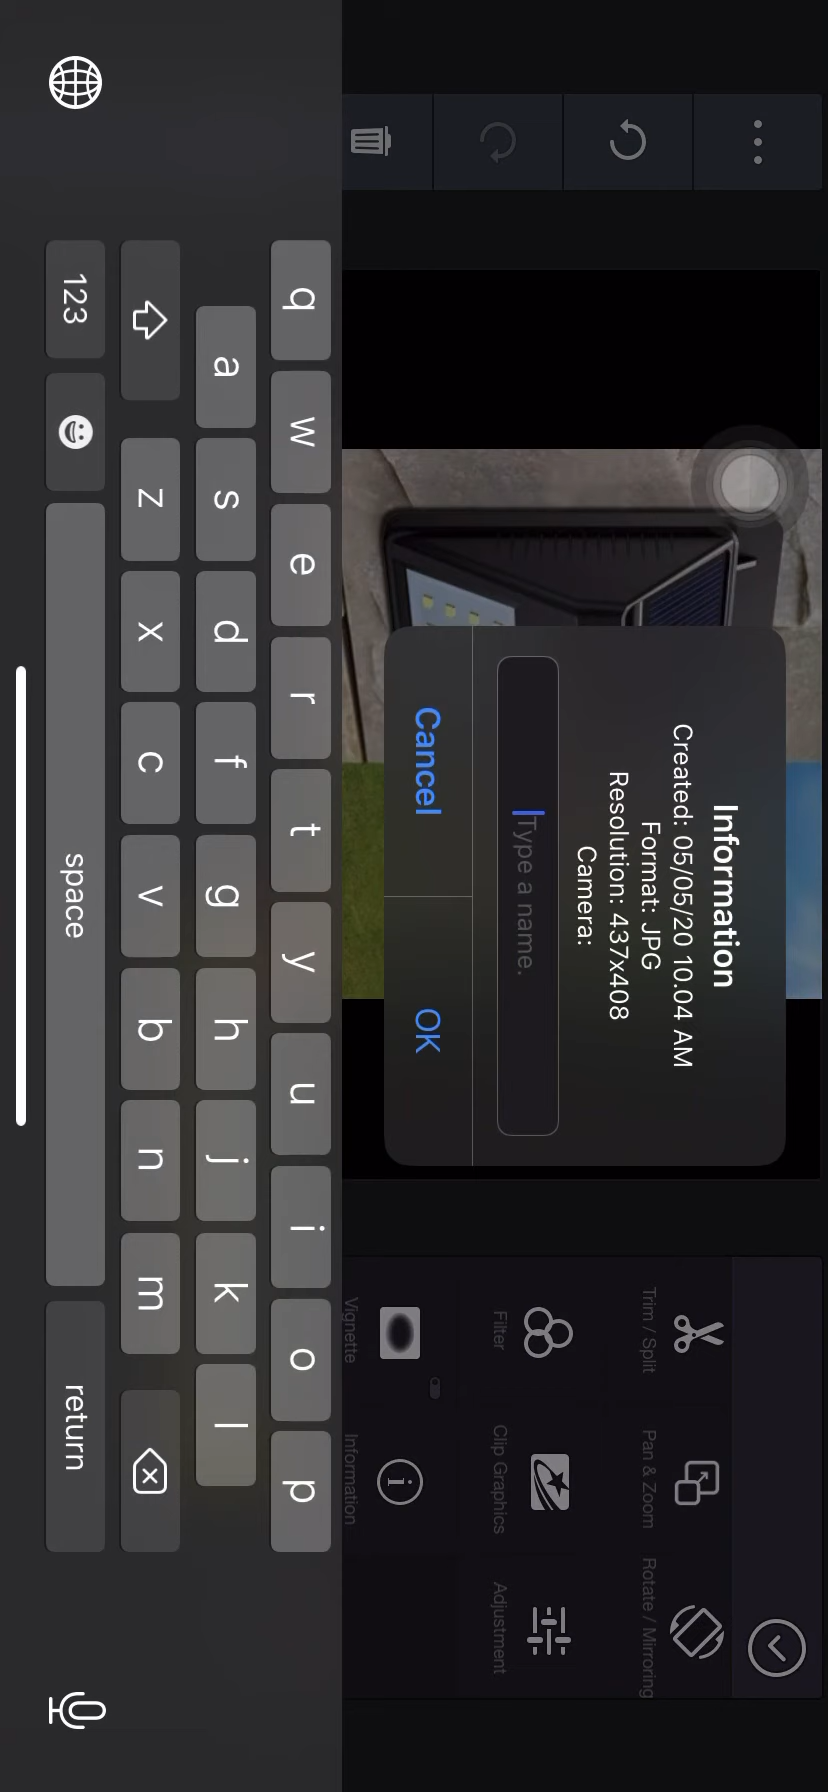 Information
Created: 05/05/20 10.04 AM
Format: JPG
Resolution: 437x408
Camera:
Type a name.
Cancel
OK
Trim / Split
Pan & Zoom
Rotate / Mirroring
Filter
Clip Graphics
Adjustment
Vignette
Information
q w e r t y u i o p
a s d f g h j k l
z x c v b n m
123
space
return